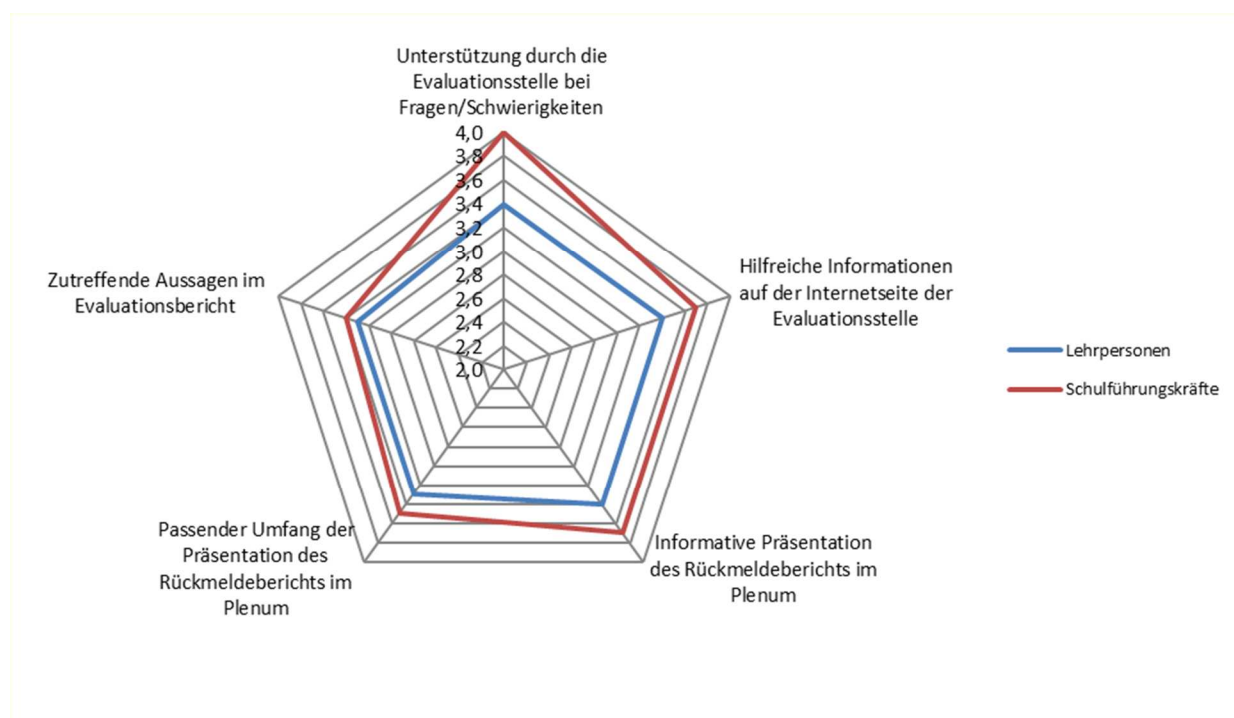 Unterstützung durch die
Evaluationsstelle bei
Fragen/Schwierigkeiten
4,0
3,8
3,6
3,4
3,2
3,0
2,8
2,6
2,4
2,2
2,0
Hilfreiche Informationen
auf der Internetseite der
Evaluationsstelle
Informative Präsentation
des Rückmeldeberichts im
Plenum
Passender Umfang der
Präsentation des
Rückmeldeberichts im
Plenum
Zutreffende Aussagen im
Evaluationsbericht
Lehrpersonen
Schulführungskräfte